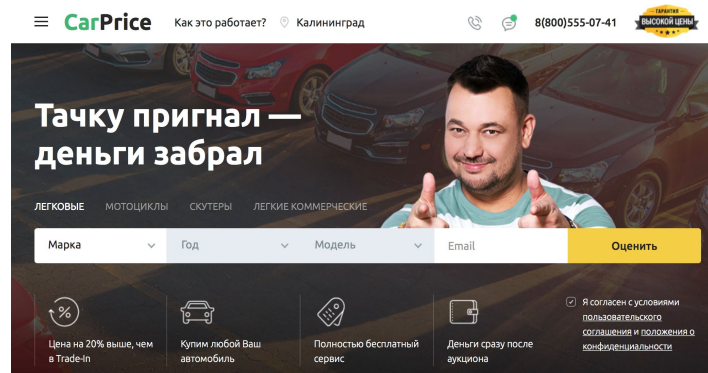 CarPrice
Как это работает?
Калининград
8(800)555-07-41
ГАРАНТИЯ
ВЫСОКОЙ ЦЕНЫ
Тачку пригнал —
деньги забрал
ЛЕГКОВЫЕ МОТОЦИКЛЫ СКУТЕРЫ ЛЕГКИЕ КОММЕРЧЕСКИЕ
Марка Год Модель Email Оценить
Цена на 20% выше, чем
в Trade-In
Купим любой Ваш
автомобиль
Полностью бесплатный
сервис
Деньги сразу после
аукциона
Я согласен с условиями
пользовательского
соглашения и положения о
конфиденциальности